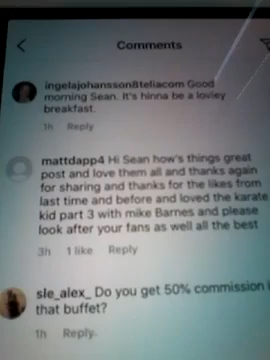 Comments
ingelajohansson8teliacom Good
morning Sean. It's hinna be a lovley
breakfast.
1h Reply
mattdapp4 Hi Sean how's things great
post and love them all and thanks again
for sharing and thanks for the likes from
last time and before and loved the karate
kid part 3 with mike Barnes and please
look after your fans as well all the best
3h 1 like Reply
sle_alex_ Do you get 50% commission
that buffet?
1h Reply